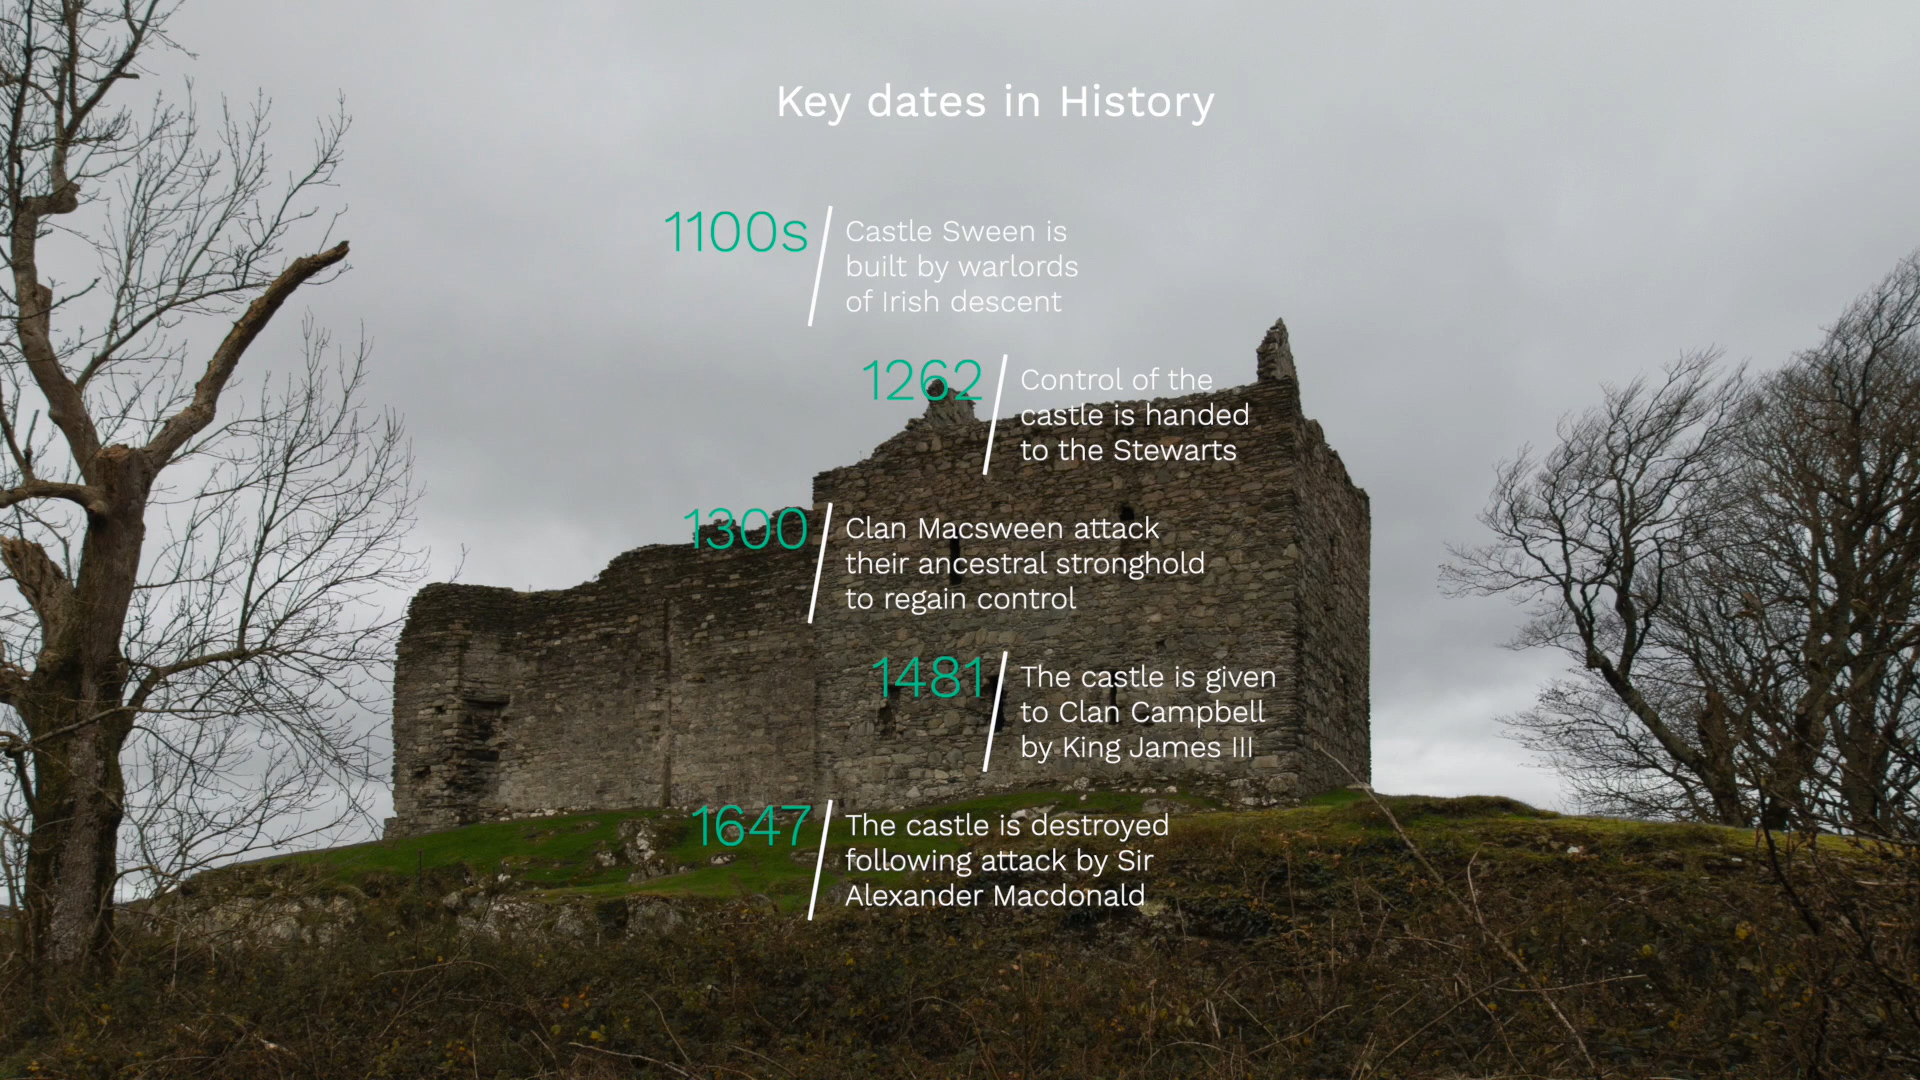 Key dates in History
1100s
Castle Sween is
built by warlords
of Irish descent
1262
Control of the
castle is handed
to the Stewarts
1300
Clan Macsween attack
their ancestral stronghold
to regain control
1481
The castle is given
to Clan Campbell
by King James III
1647
The castle is destroyed
following attack by Sir
Alexander Macdonald